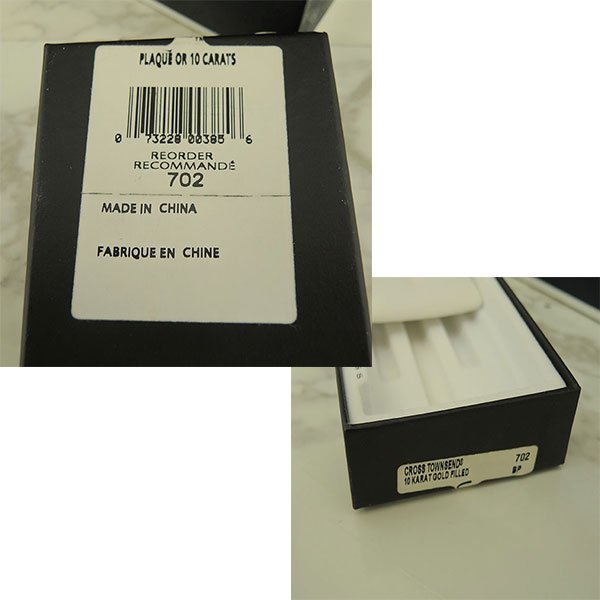 PLAQUÉ OR 10 CARATS
0 73228 00385 6
REORDER
RECOMMANDÉ
702
MADE IN CHINA
FABRIQUE EN CHINE
CROSS TOWNSEND® 702
10 KARAT GOLD FILLED BP